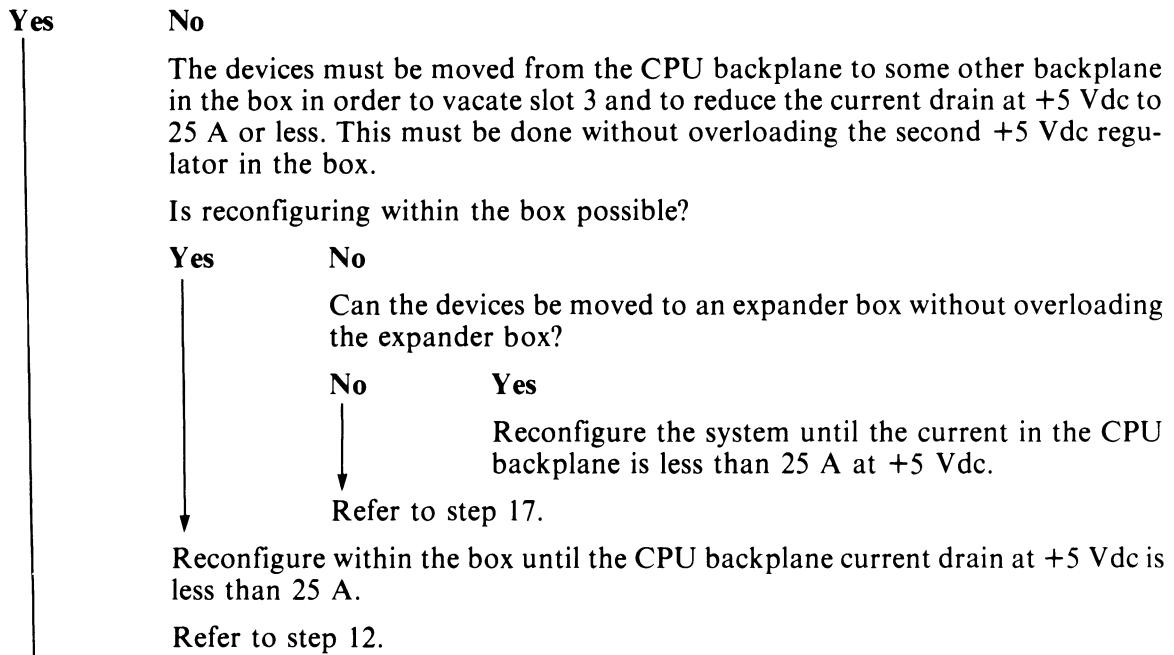 Yes No
The devices must be moved from the CPU backplane to some other backplane
in the box in order to vacate slot 3 and to reduce the current drain at +5 Vdc to
25 A or less. This must be done without overloading the second +5 Vdc regu-
lator in the box.
Is reconfiguring within the box possible?
Yes No
Can the devices be moved to an expander box without overloading
the expander box?
No Yes
Reconfigure the system until the current in the CPU
backplane is less than 25 A at +5 Vdc.
Refer to step 17.
Reconfigure within the box until the CPU backplane current drain at +5 Vdc is
less than 25 A.
Refer to step 12.